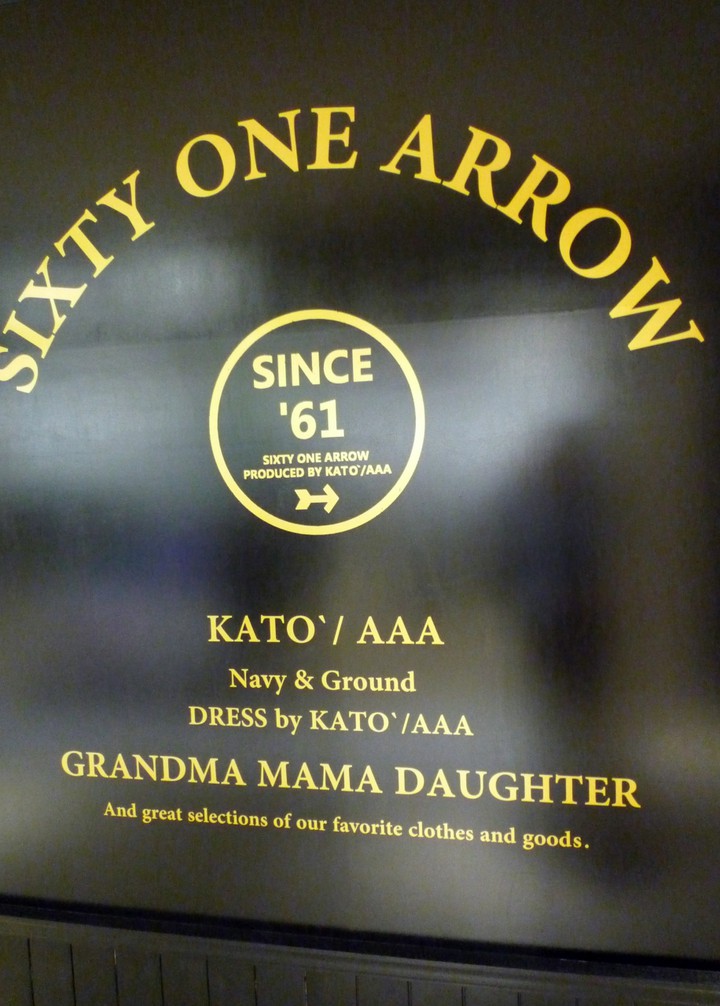 SIXTY ONE ARROW
SINCE
'61
SIXTY ONE ARROW
PRODUCED BY KATO`/AAA
KATO`/ AAA
Navy & Ground
DRESS by KATO`/AAA
GRANDMA MAMA DAUGHTER
And great selections of our favorite clothes and goods.